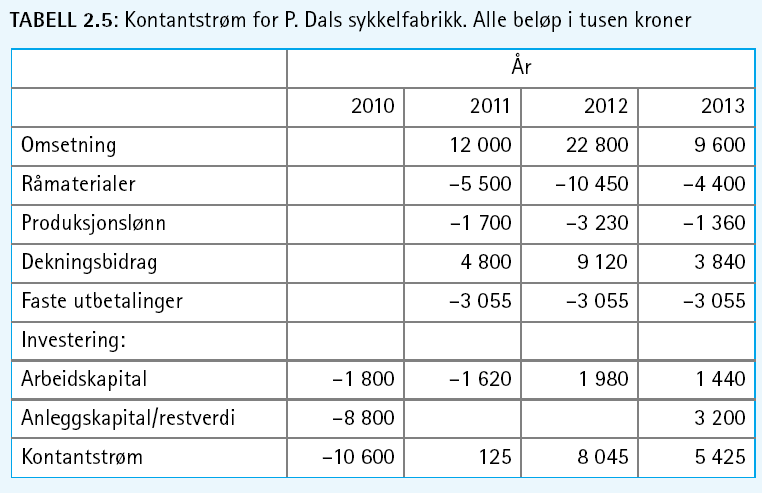 TABELL 2.5: Kontantstrøm for P. Dals sykkelfabrikk. Alle beløp i tusen kroner
År
2010 2011 2012 2013
Omsetning 12 000 22 800 9 600
Råmaterialer –5 500 –10 450 –4 400
Produksjonslønn –1 700 –3 230 –1 360
Dekningsbidrag 4 800 9 120 3 840
Faste utbetalinger –3 055 –3 055 –3 055
Investering:
Arbeidskapital –1 800 –1 620 1 980 1 440
Anleggskapital/restverdi –8 800 3 200
Kontantstrøm –10 600 125 8 045 5 425